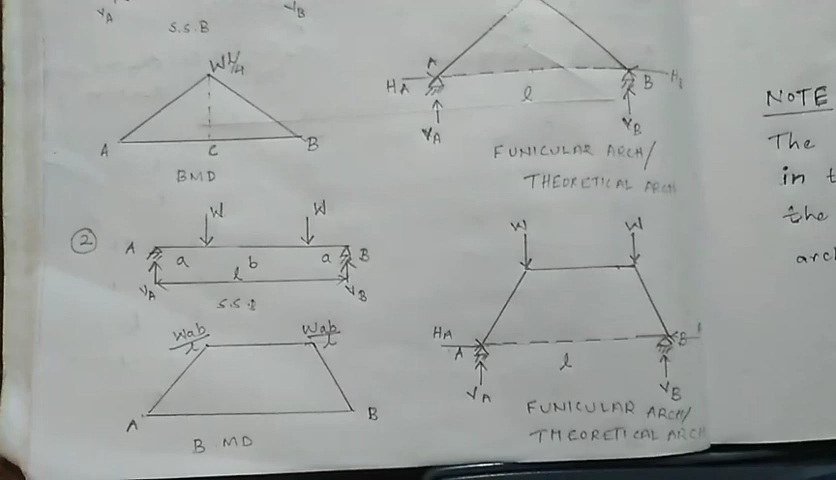 VA
S.S.B
VB
WL/4
A
C
B
BMD
A
HA
B
l
VA
VB
FUNICULAR ARCH/
THEORETICAL ARCH
NOTE
The
in t
the
arc
2
W
W
A
a
b
a
B
l
VA
VB
S.S.B
Wab/l
Wab/l
A
B
B MD
W
W
HA
A
B
l
VA
VB
FUNICULAR ARCH/
THEORETICAL ARCH